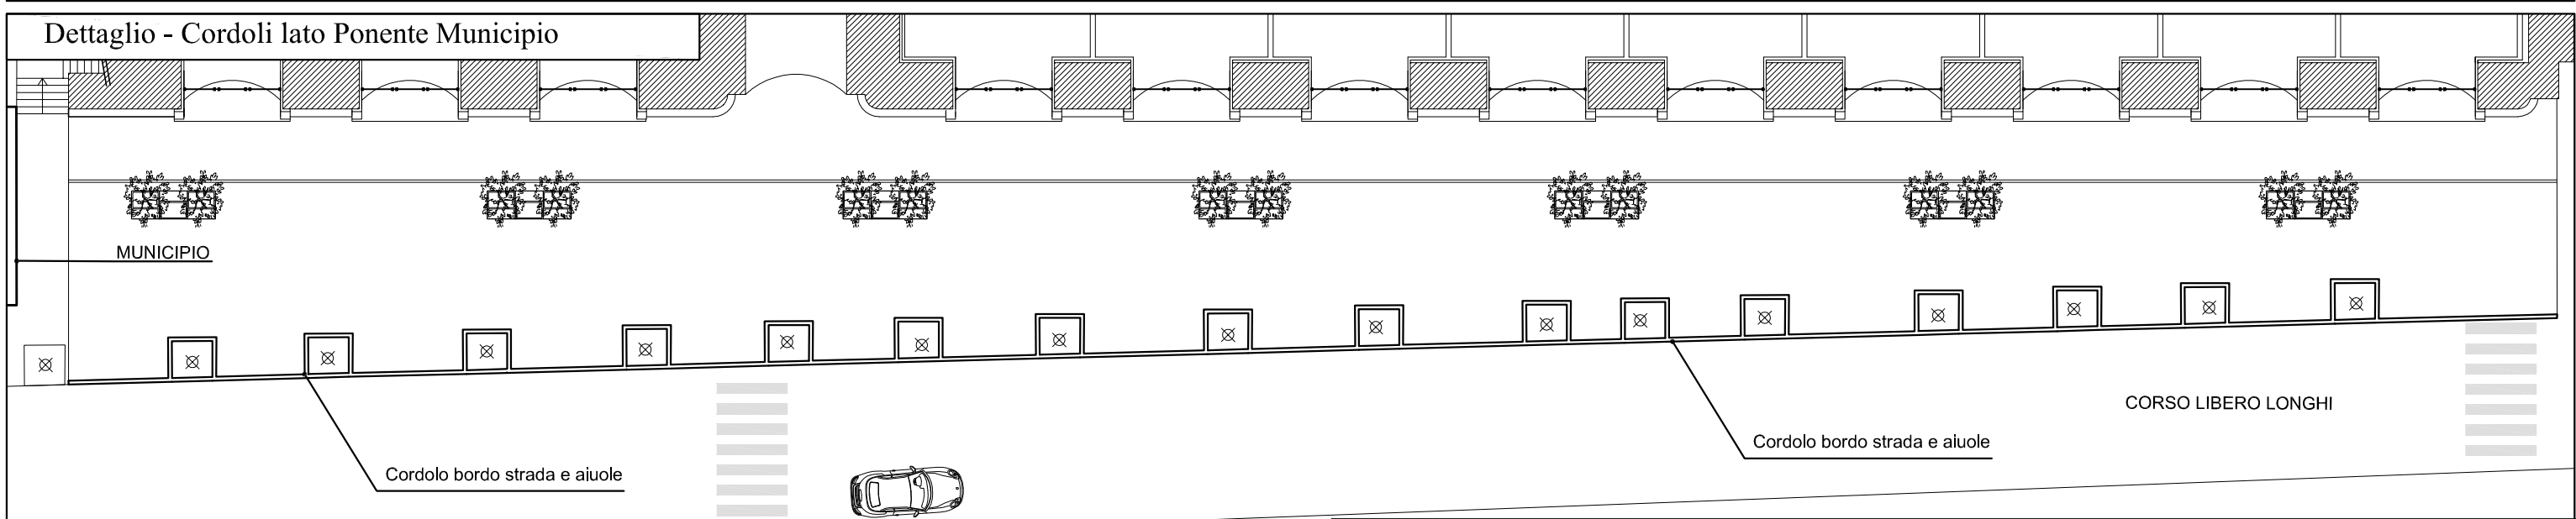 Dettaglio - Cordoli lato Ponente Municipio
MUNICIPIO
CORSO LIBERO LONGHI
Cordolo bordo strada e aiuole
Cordolo bordo strada e aiuole